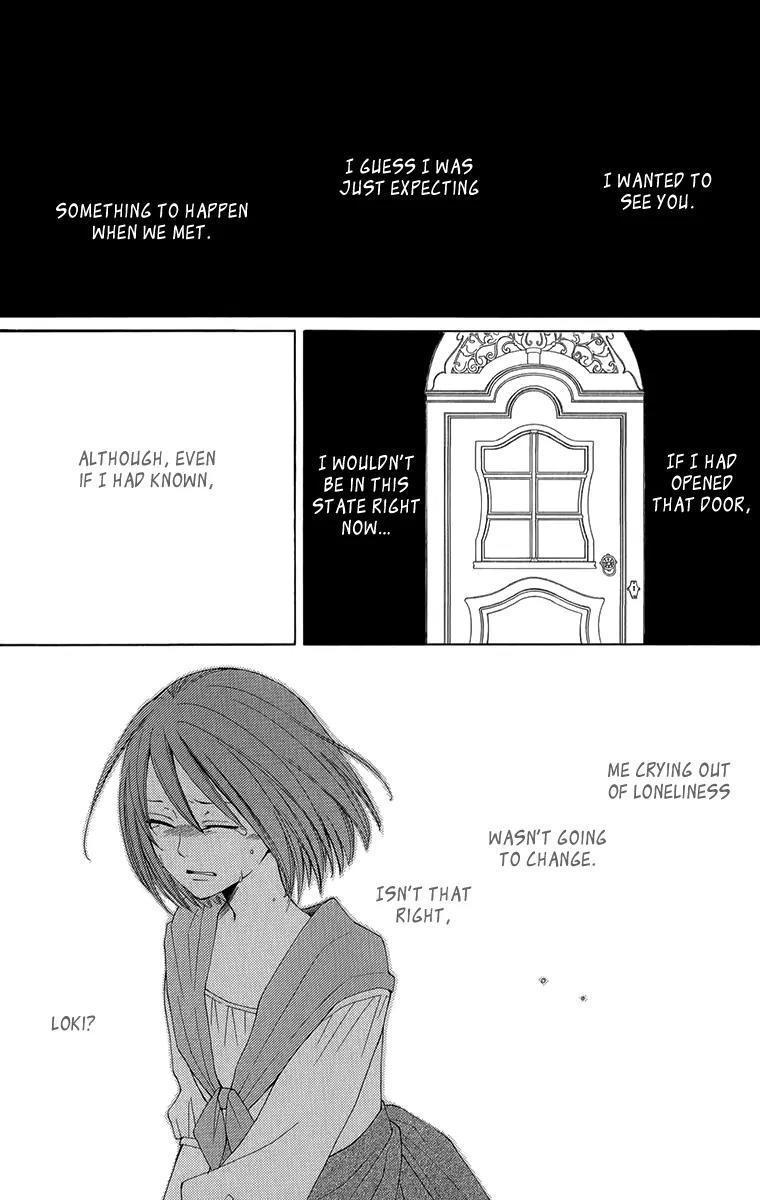 I WANTED TO
SEE YOU.
I GUESS I WAS
JUST EXPECTING
SOMETHING TO HAPPEN
WHEN WE MET.
IF I HAD
OPENED
THAT DOOR,
I WOULDN'T
BE IN THIS
STATE RIGHT
NOW...
ALTHOUGH, EVEN
IF I HAD KNOWN,
ME CRYING OUT
OF LONELINESS
WASN'T GOING
TO CHANGE.
ISN'T THAT
RIGHT,
LOKI?